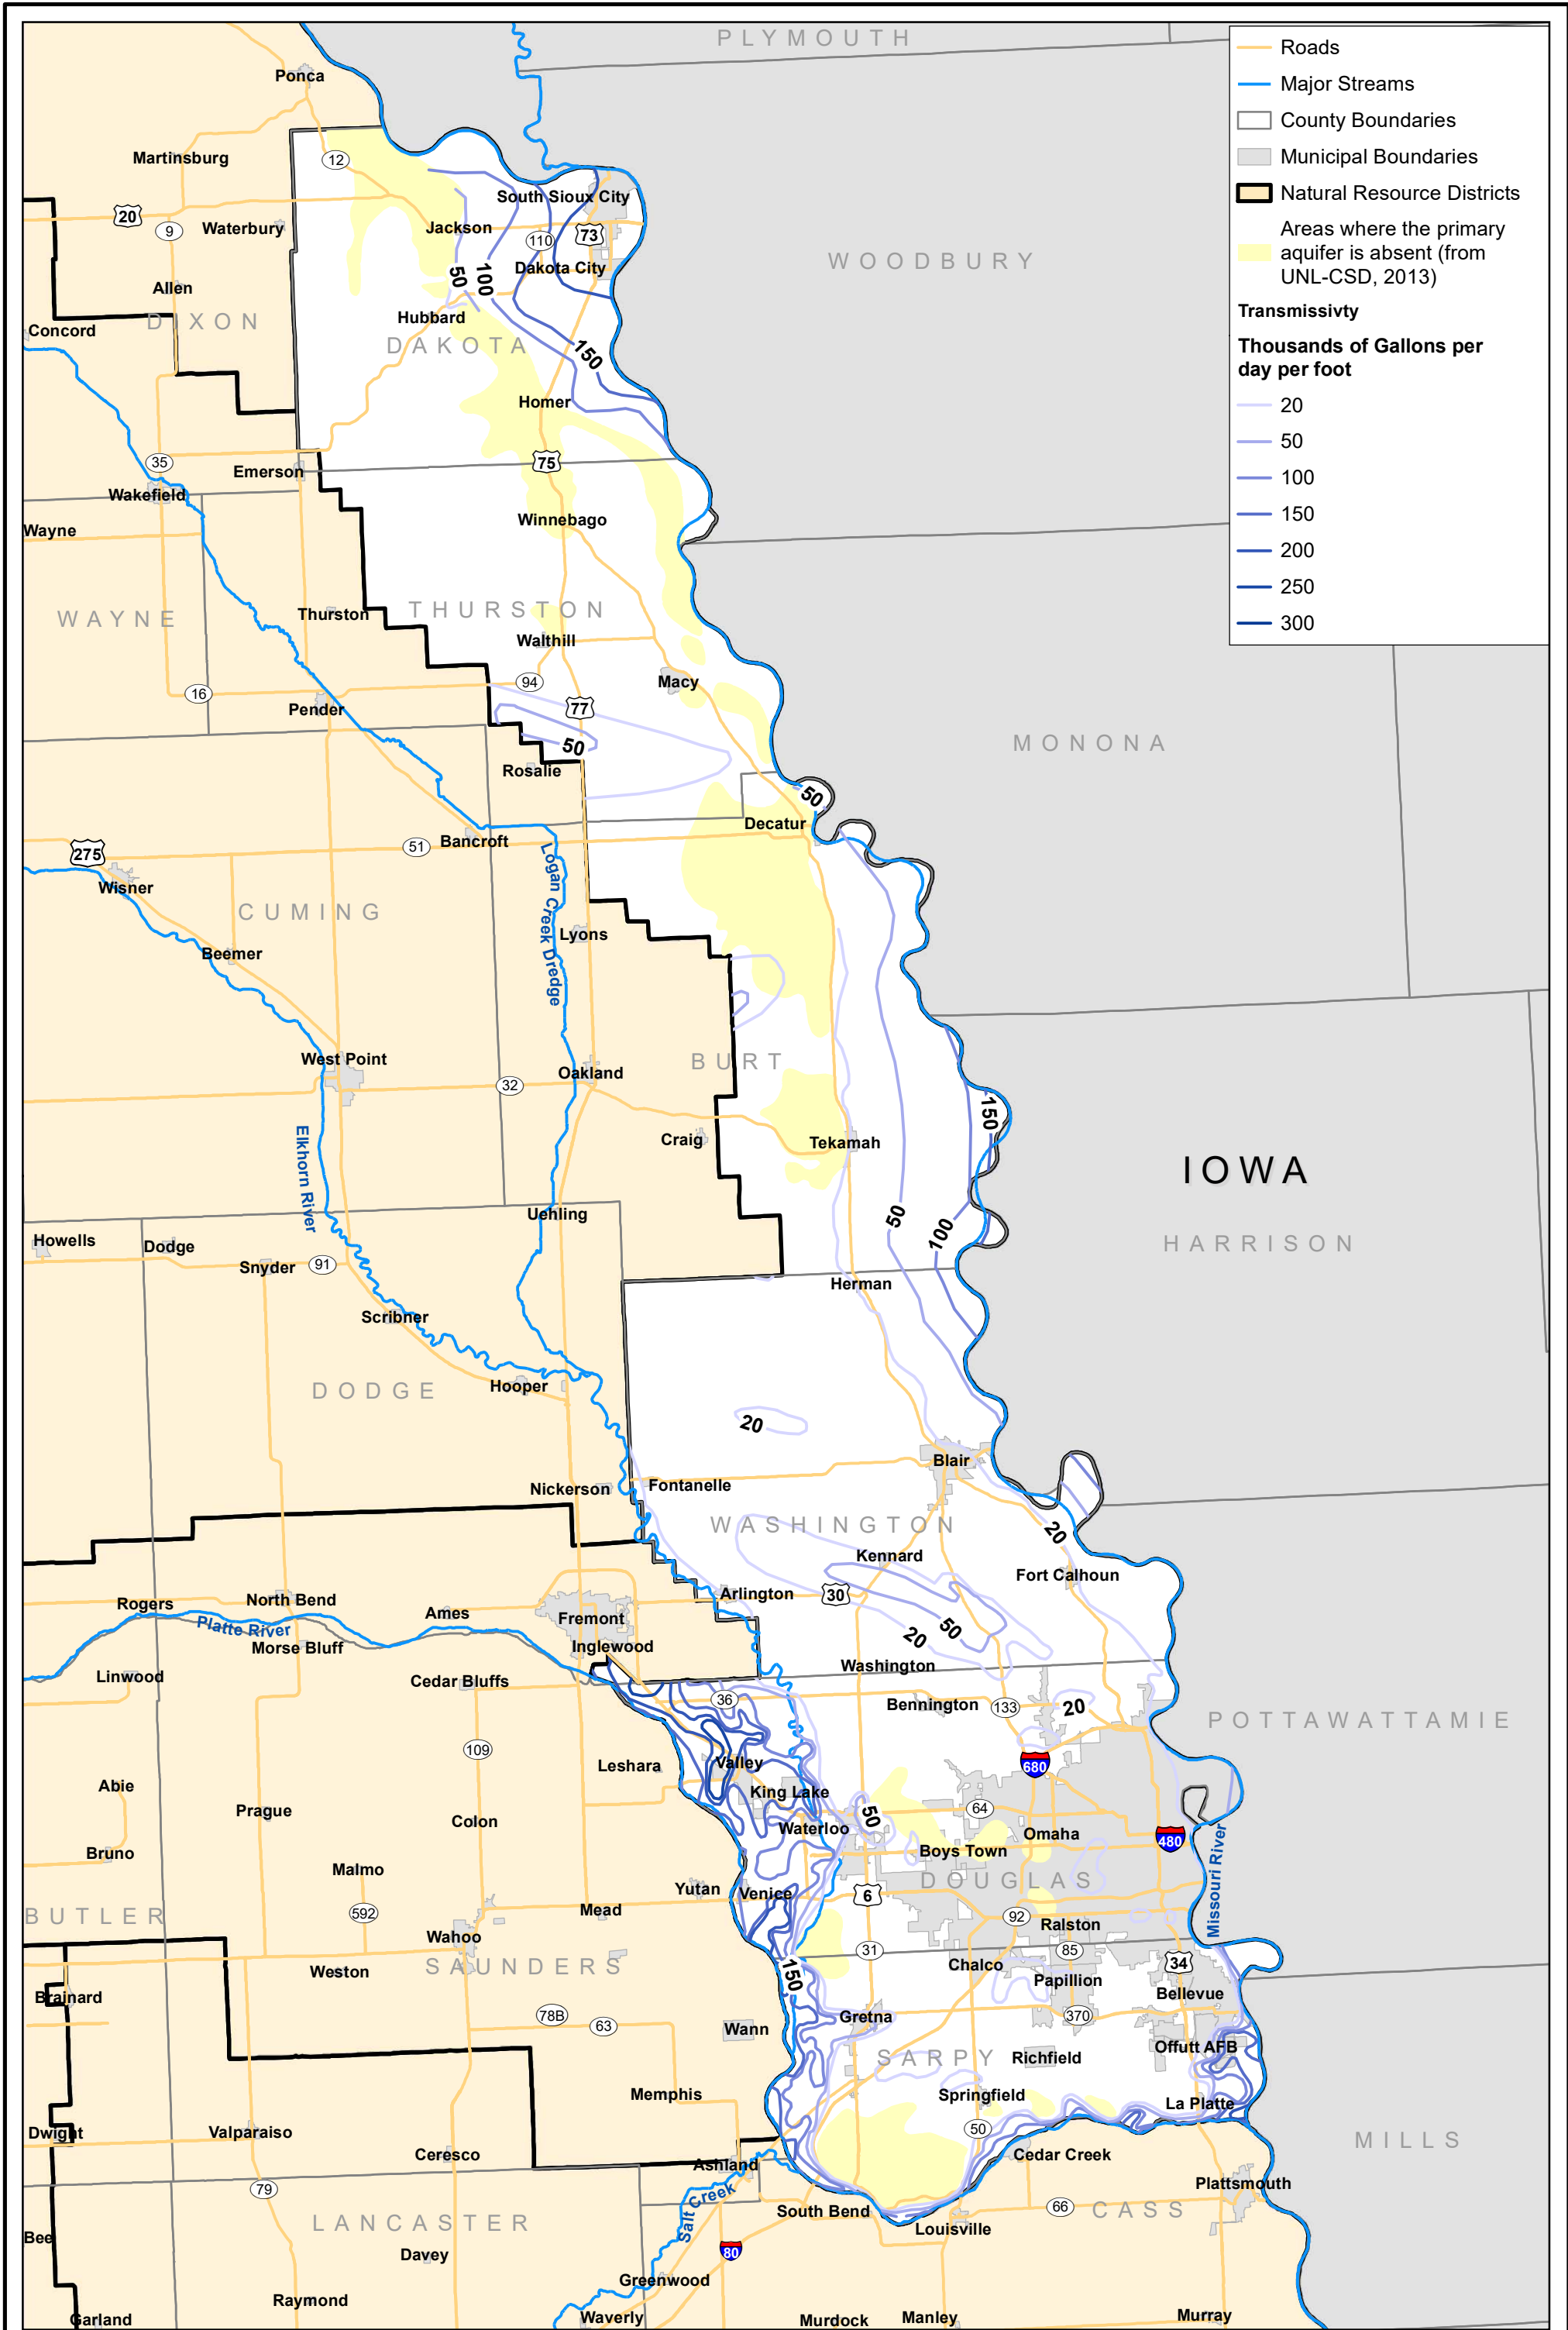 PLYMOUTH
Roads
Major Streams
County Boundaries
Municipal Boundaries
Natural Resource Districts
Areas where the primary
aquifer is absent (from
UNL-CSD, 2013)
Transmissivty
Thousands of Gallons per
day per foot
20
50
100
150
200
250
300
Ponca
Martinsburg
12
South Sioux City
20
9
Waterbury
Jackson
110
73
WOODBURY
Dakota City
50
100
Allen
Hubbard
DIXON
Concord
DAKOTA
150
Homer
35
Emerson
75
Wakefield
Winnebago
Wayne
WAYNE
Thurston
THURSTON
Walthill
94
Macy
16
Pender
77
50
MONONA
Rosalie
50
Decatur
275
51
Bancroft
Logan Creek Dredge
Wisner
CUMING
Lyons
Beemer
West Point
BURT
Oakland
32
150
Elkhorn River
Craig
Tekamah
IOWA
Uehling
50
100
Howells
Dodge
HARRISON
Snyder
91
Herman
Scribner
DODGE
Hooper
20
Blair
Nickerson
Fontanelle
WASHINGTON
20
Kennard
Fort Calhoun
Arlington
30
Rogers
North Bend
Ames
Fremont
Platte River
Morse Bluff
Inglewood
20
50
Washington
Linwood
Cedar Bluffs
36
Bennington
133
20
POTTAWATTAMIE
109
Leshara
Valley
680
Abie
King Lake
Prague
Colon
50
64
Waterloo
Omaha
480
Bruno
Boys Town
Malmo
DOUGLAS
Missouri River
Yutan
Venice
6
BUTLER
592
Mead
92
Ralston
Wahoo
31
85
Weston
SAUNDERS
150
Chalco
34
Papillion
Brainard
Bellevue
78B
63
Wann
Gretna
370
SARPY
Richfield
Offutt AFB
Memphis
Springfield
La Platte
Dwight
Valparaiso
50
MILLS
Ceresco
Ashland
Cedar Creek
79
Salt Creek
Plattsmouth
South Bend
66
CASS
LANCASTER
Louisville
Bee
80
Davey
Greenwood
Raymond
Garland
Waverly
Murdock
Manley
Murray